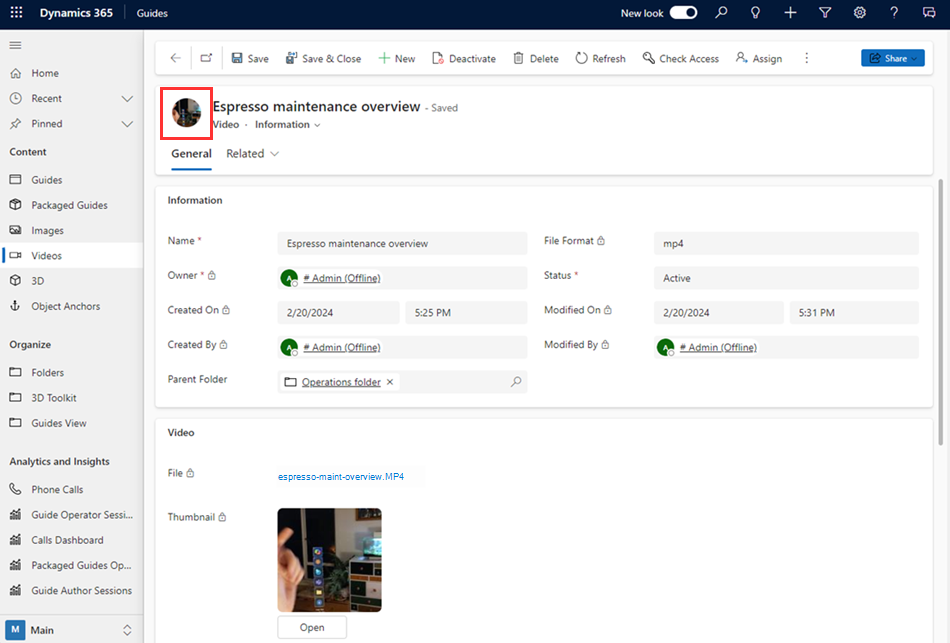 Dynamics 365 Guides New look
Save Save & Close New Deactivate Delete Refresh Check Access Assign Share
Home
Recent
Pinned
Content
Guides
Packaged Guides
Images
Videos
3D
Object Anchors
Organize
Folders
3D Toolkit
Guides View
Analytics and Insights
Phone Calls
Guide Operator Sessi...
Calls Dashboard
Packaged Guides Op...
Guide Author Sessions
M Main
Espresso maintenance overview - Saved
Video · Information
General Related
Information
Name * Espresso maintenance overview
File Format mp4
Owner * A # Admin (Offline)
Status * Active
Created On 2/20/2024 5:25 PM
Modified On 2/20/2024 5:31 PM
Created By A # Admin (Offline)
Modified By A # Admin (Offline)
Parent Folder Operations folder
Video
File espresso-maint-overview.MP4
Thumbnail
Open